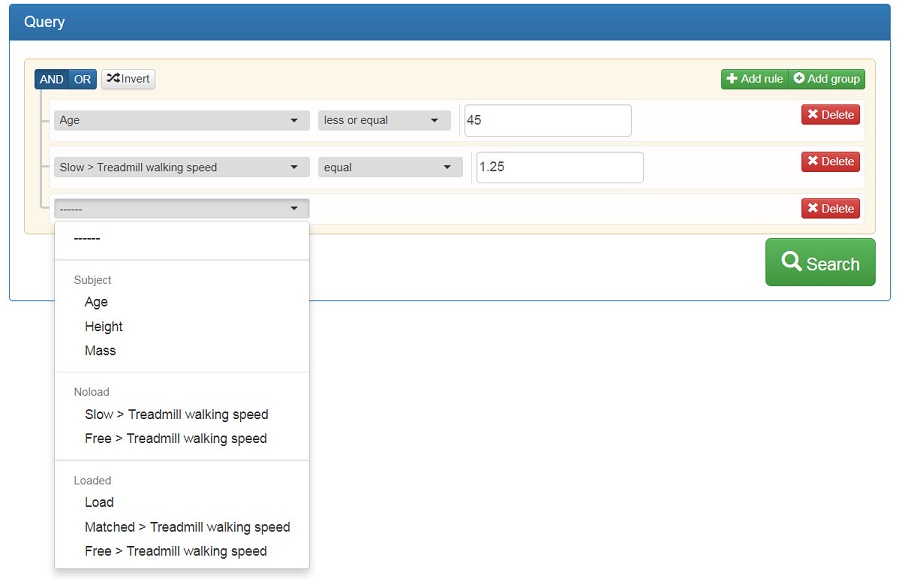 Query
AND OR Invert Add rule Add group
Age less or equal 45 Delete
Slow > Treadmill walking speed equal 1.25 Delete
------ Delete
------
Search
Subject
Age
Height
Mass
Noload
Slow > Treadmill walking speed
Free > Treadmill walking speed
Loaded
Load
Matched > Treadmill walking speed
Free > Treadmill walking speed